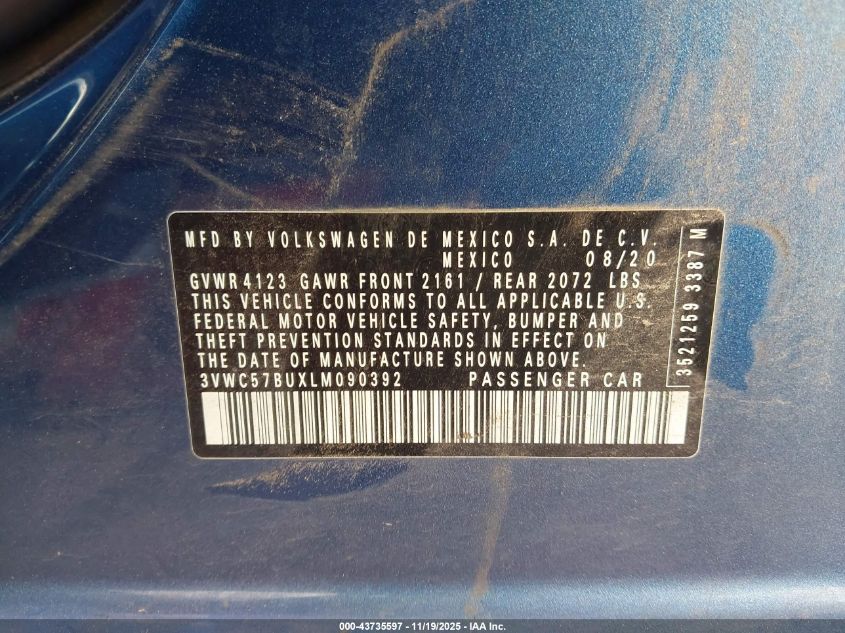 MFD BY VOLKSWAGEN DE MEXICO S.A. DE C.V.
MEXICO 08/20
GVWR 4123 GAWR FRONT 2161 / REAR 2072 LBS
THIS VEHICLE CONFORMS TO ALL APPLICABLE U.S.
FEDERAL MOTOR VEHICLE SAFETY, BUMPER AND
THEFT PREVENTION STANDARDS IN EFFECT ON
THE DATE OF MANUFACTURE SHOWN ABOVE.
3VWC57BUXLM090392 PASSENGER CAR
3521259 3387 M
000-43735597 - 11/19/2025 - IAA Inc.